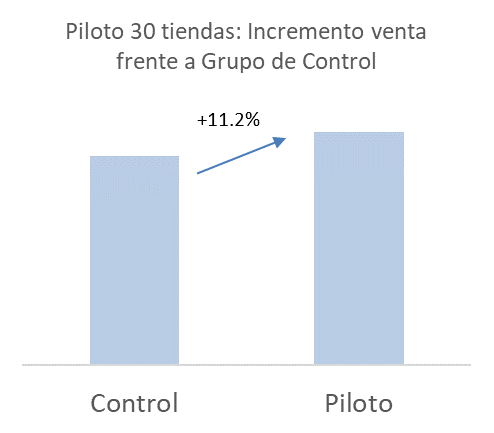 Piloto 30 tiendas: Incremento venta
frente a Grupo de Control
+11.2%
Control
Piloto